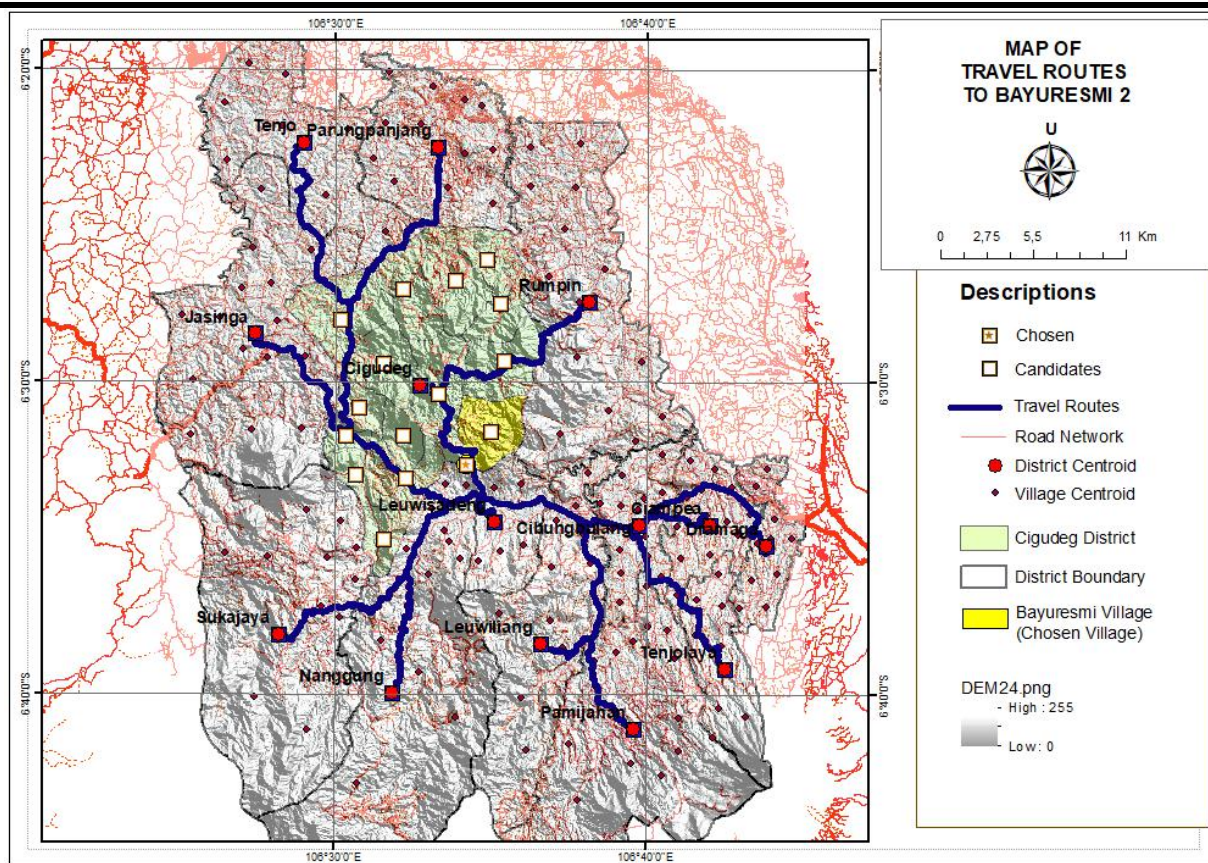 106°30'0"E
106°40'0"E
6°20'0"S
Tenjo
Parungpanjang
Rumpin
Jasinga
Cigudeg
6°30'0"S
6°30'0"S
Leuwisadeng
Cibungbulang
Ciampea
Dramaga
Sukajaya
Leuwiliang
Tenjolaya
Nanggung
6°40'0"S
6°40'0"S
Pamijahan
106°30'0"E
106°40'0"E
MAP OF
TRAVEL ROUTES
TO BAYURESMI 2
U
0 2,75 5,5 11 Km
Descriptions
Chosen
Candidates
Travel Routes
Road Network
District Centroid
Village Centroid
Cigudeg District
District Boundary
Bayuresmi Village
(Chosen Village)
DEM24.png
- High : 255
- Low : 0